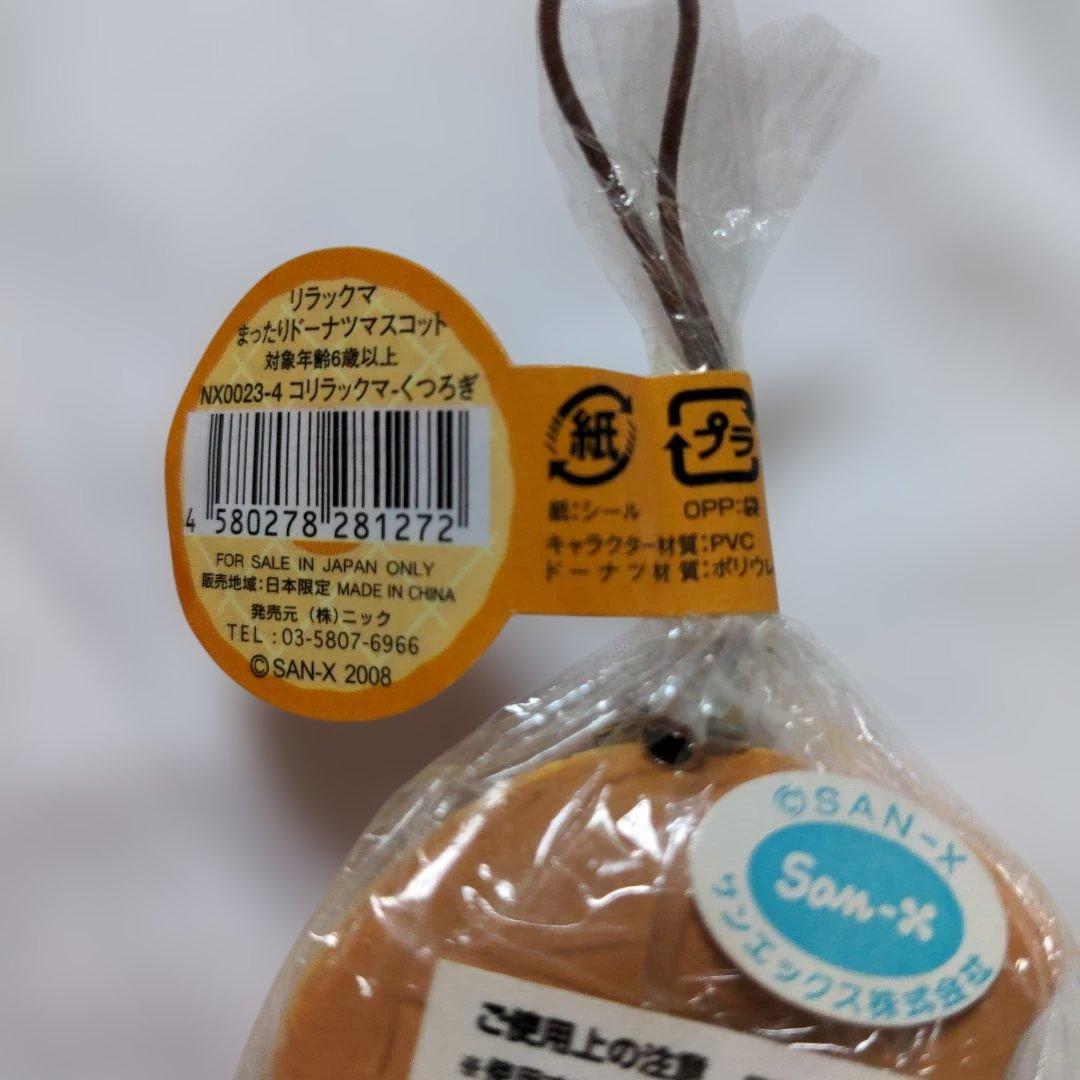 リラックマ
まったりドーナツマスコット
対象年齢6歳以上
NX0023-4 コリラックマ-くつろぎ
4 580278 281272
FOR SALE IN JAPAN ONLY
販売地域:日本限定 MADE IN CHINA
発売元 (株)ニック
TEL:03-5807-6966
©SAN-X 2008
紙
プラ
紙:シール
OPP:袋
キャラクター材質:PVC
ドーナツ材質:ポリウレ
©SAN-X
San-x
サンエックス株式会社
ご使用上の注意